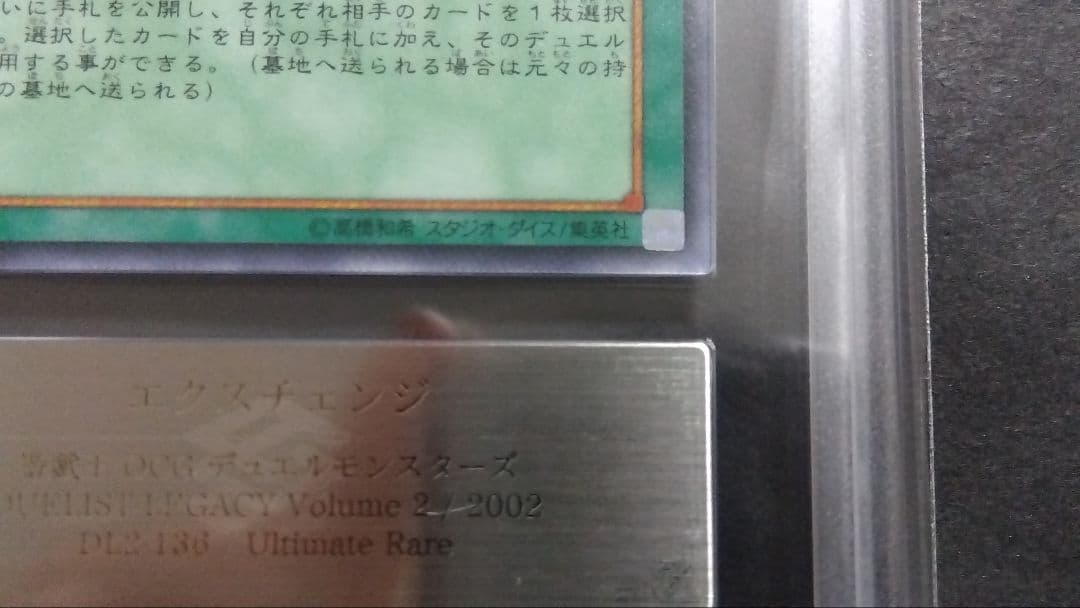 いに手札を公開し、それぞれ相手のカードを１枚選択
。選択したカードを自分の手札に加え、そのデュエル
用する事ができる。（墓地へ送られる場合は元々の持
の墓地へ送られる）
©高橋和希 スタジオ・ダイス/集英社
エクスチェンジ
遊戯王 OCG デュエルモンスターズ
DUELIST LEGACY Volume 2 / 2002
DL2-136 Ultimate Rare